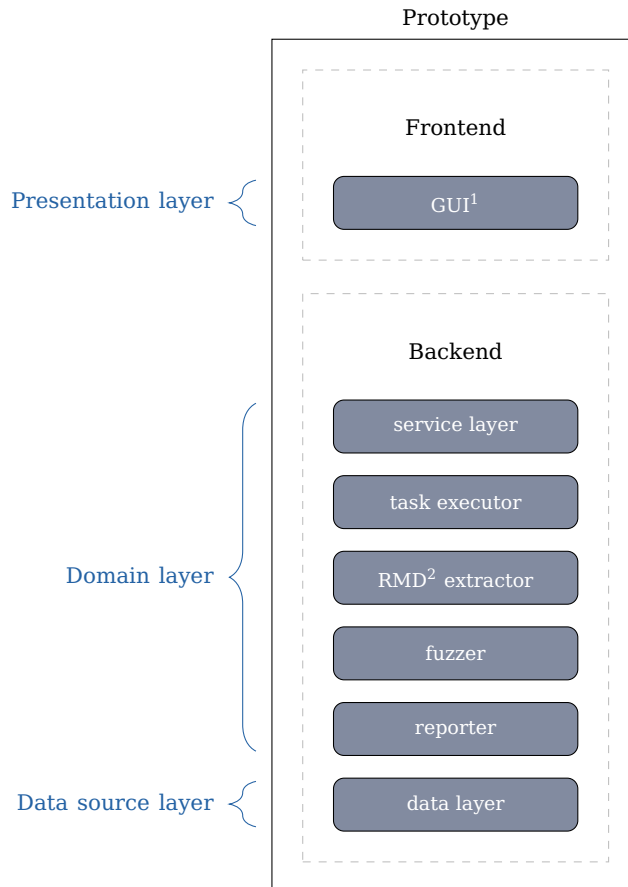 Prototype
Frontend
Presentation layer
GUI¹
Backend
service layer
task executor
Domain layer
RMD² extractor
fuzzer
reporter
Data source layer
data layer